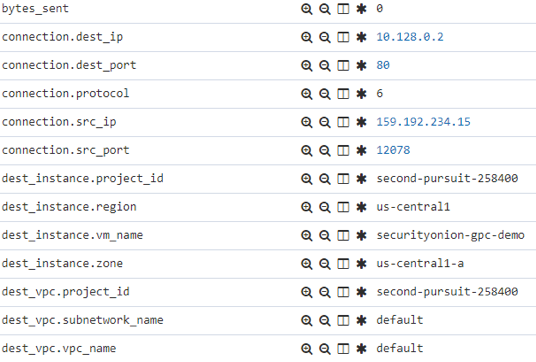 bytes_sent 0
connection.dest_ip 10.128.0.2
connection.dest_port 80
connection.protocol 6
connection.src_ip 159.192.234.15
connection.src_port 12078
dest_instance.project_id second-pursuit-258400
dest_instance.region us-central1
dest_instance.vm_name securityonion-gpc-demo
dest_instance.zone us-central1-a
dest_vpc.project_id second-pursuit-258400
dest_vpc.subnetwork_name default
dest_vpc.vpc_name default